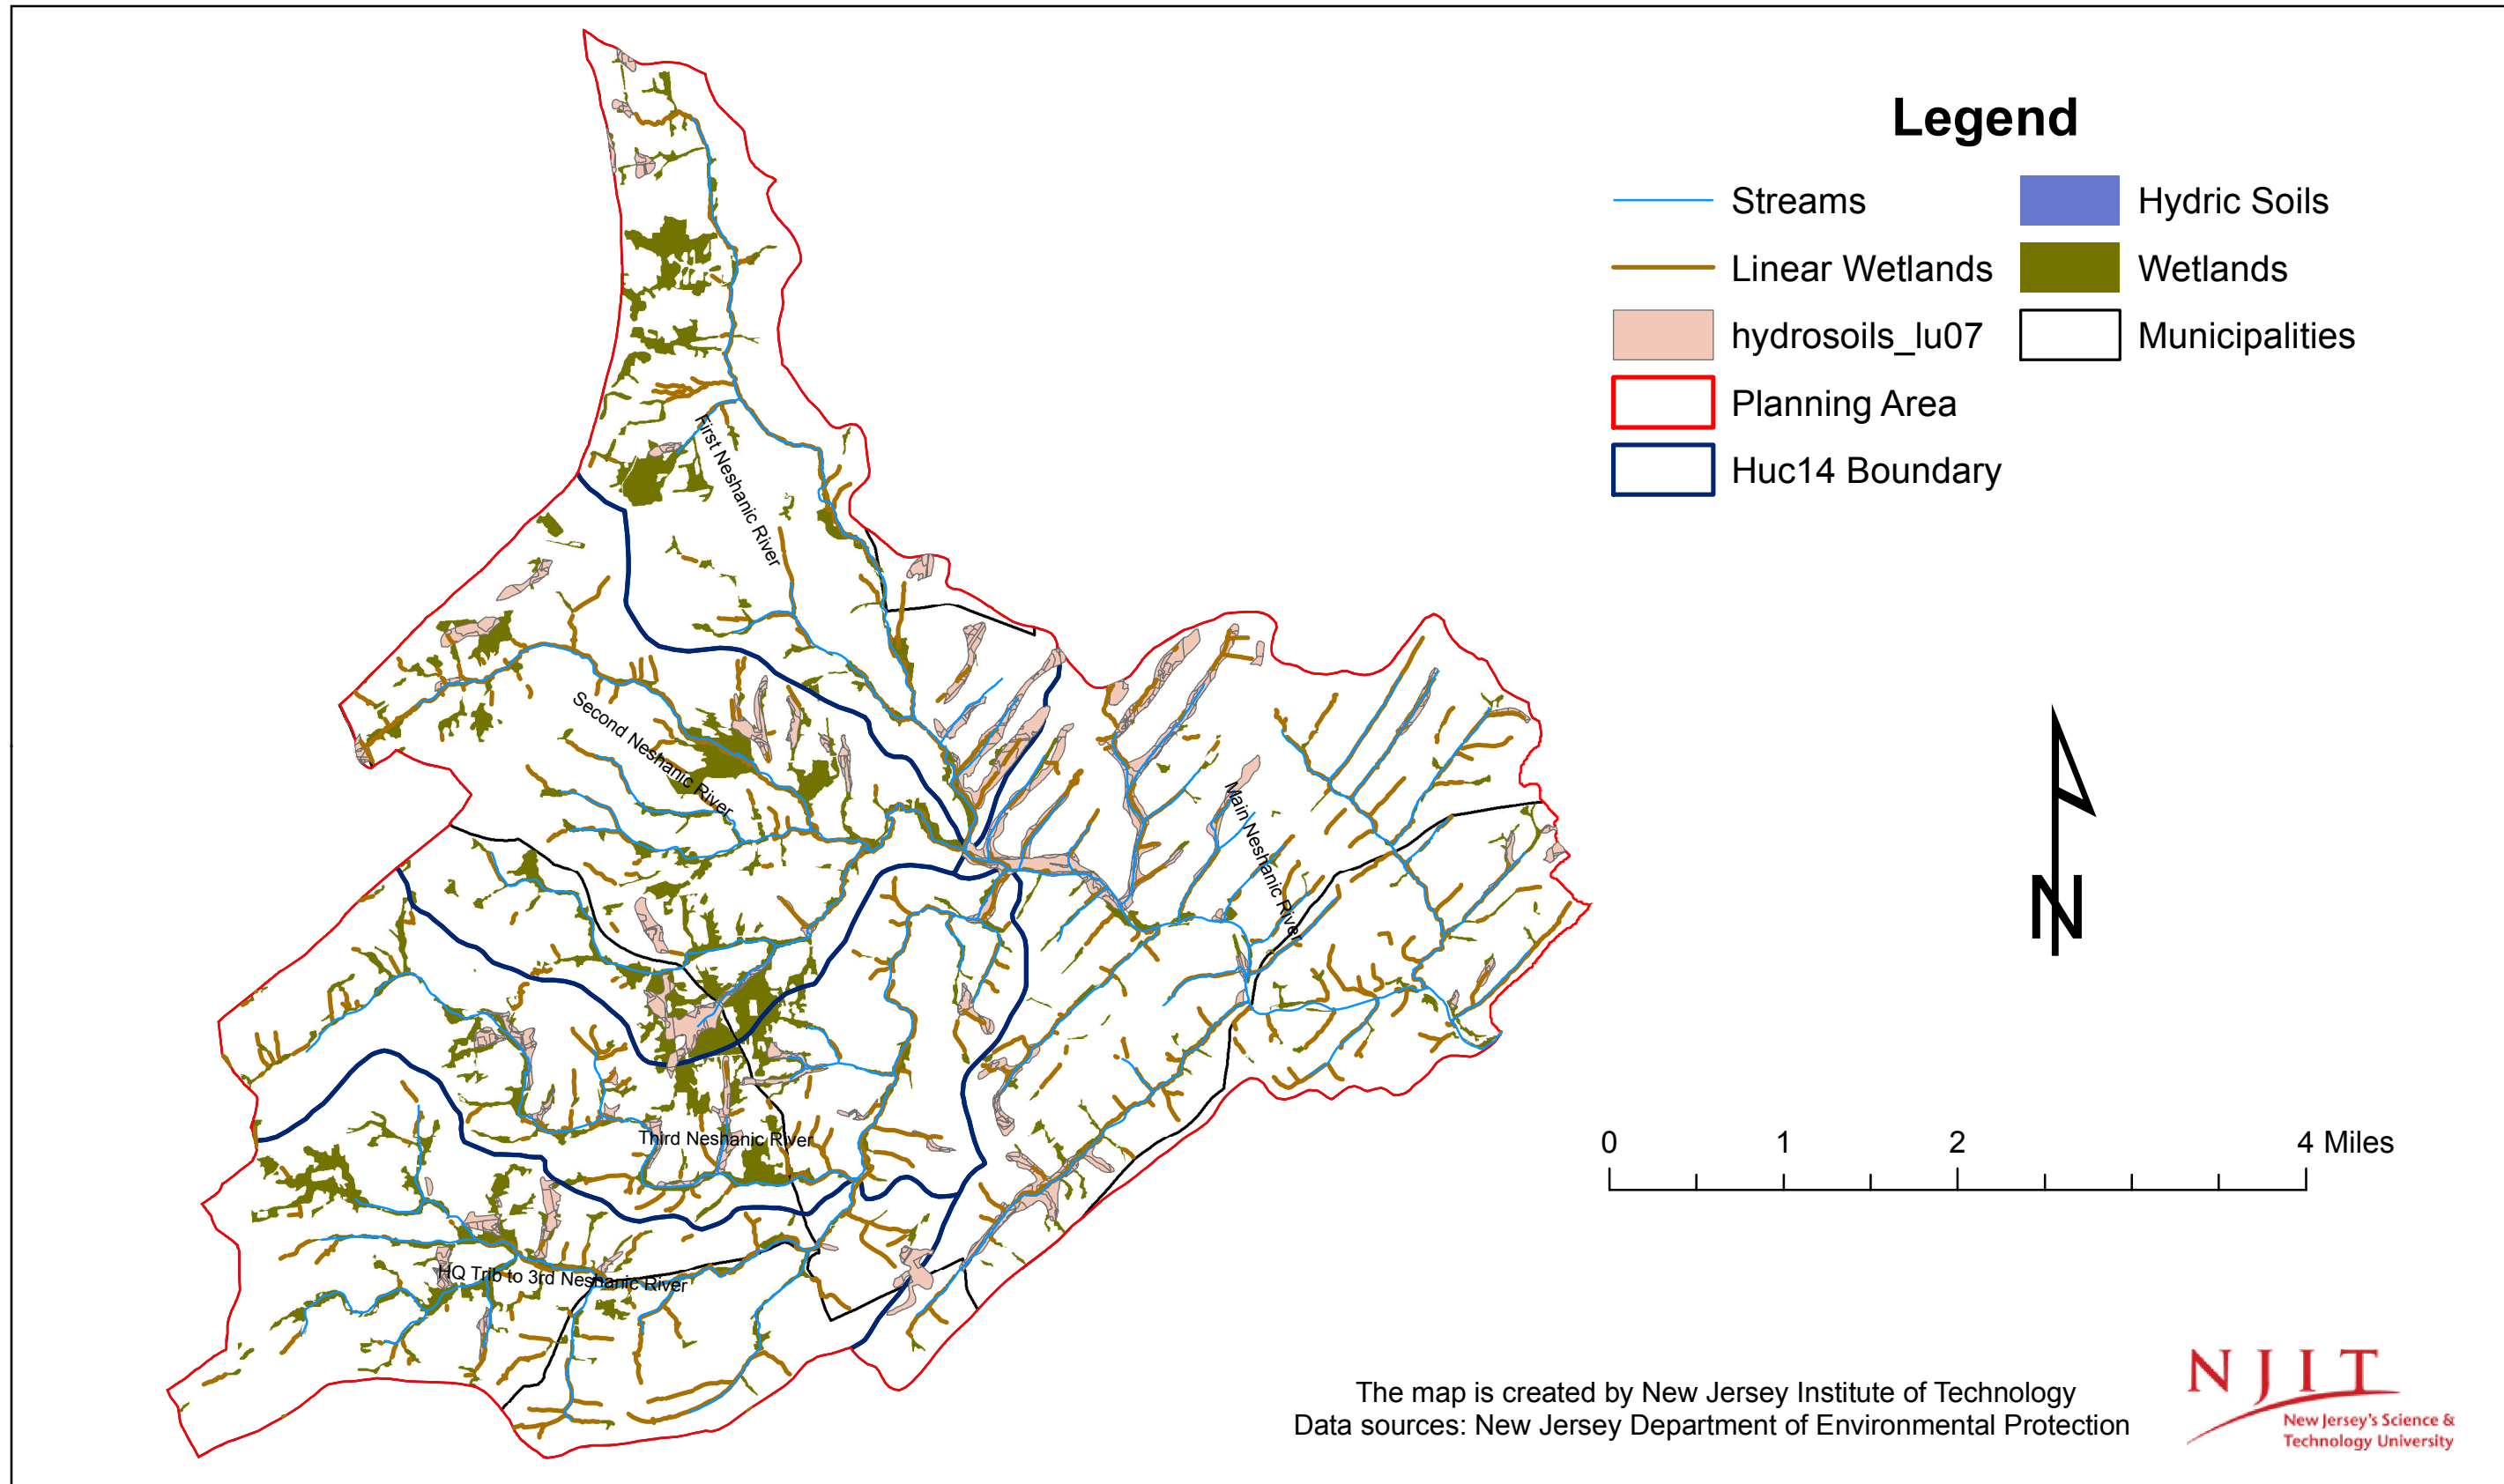 Legend
Streams
Hydric Soils
Linear Wetlands
Wetlands
hydrosoils_lu07
Municipalities
Planning Area
Huc14 Boundary
First Neshanic River
Second Neshanic River
Main Neshanic River
Third Neshanic River
HQ Trib to 3rd Neshanic River
N
0 1 2 4 Miles
The map is created by New Jersey Institute of Technology
Data sources: New Jersey Department of Environmental Protection
NJIT
New Jersey's Science &
Technology University